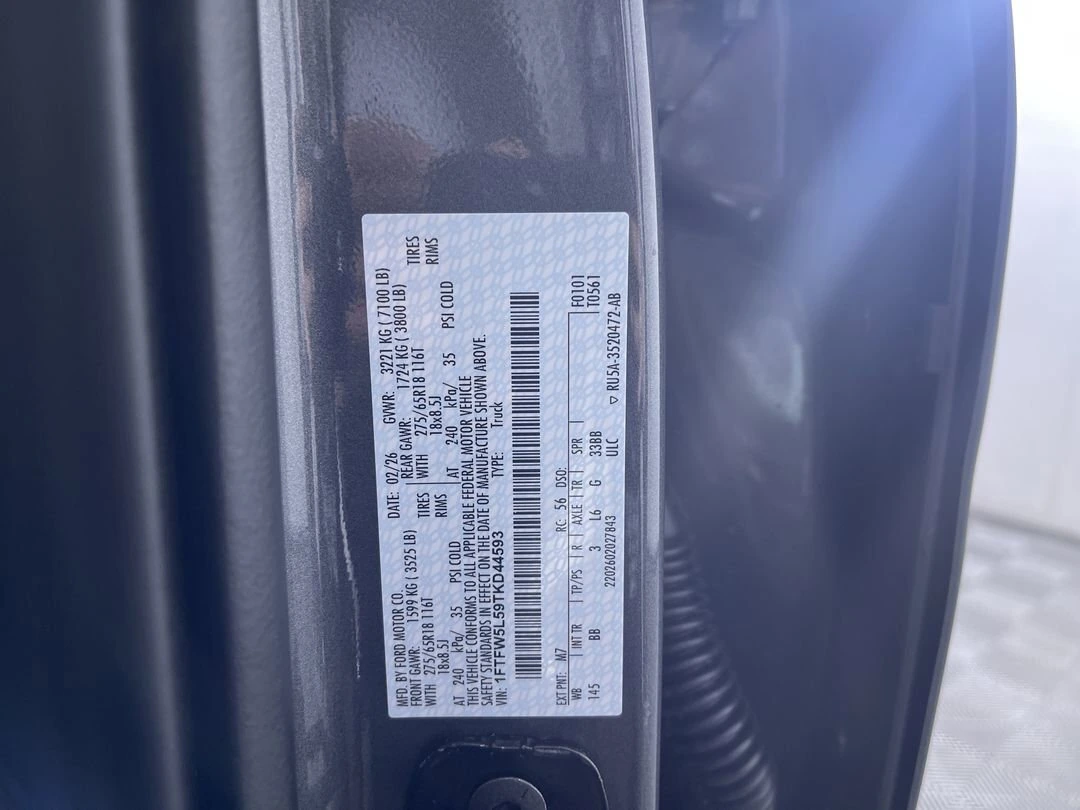 MFD. BY FORD MOTOR CO. DATE: 02/26 GVWR: 3221 KG ( 7100 LB)
FRONT GAWR: 1599 KG ( 3525 LB) REAR GAWR: 1724 KG ( 3800 LB)
WITH 275/65R18 116T TIRES WITH 275/65R18 116T TIRES
18x8.5J RIMS 18x8.5J RIMS
AT 240 kPa/ 35 PSI COLD AT 240 kPa/ 35 PSI COLD
THIS VEHICLE CONFORMS TO ALL APPLICABLE FEDERAL MOTOR VEHICLE
SAFETY STANDARDS IN EFFECT ON THE DATE OF MANUFACTURE SHOWN ABOVE.
VIN: 1FTFW5L59TKD44593 TYPE: Truck
EXT PNT: M7 RC: 56 DSO: F0101
WB | INT TR | TP/PS | R | AXLE | TR | SPR | T0561
145 BB 3 L6 G 33BB
2202602027843 ULC ▽ RU5A-3520472-AB